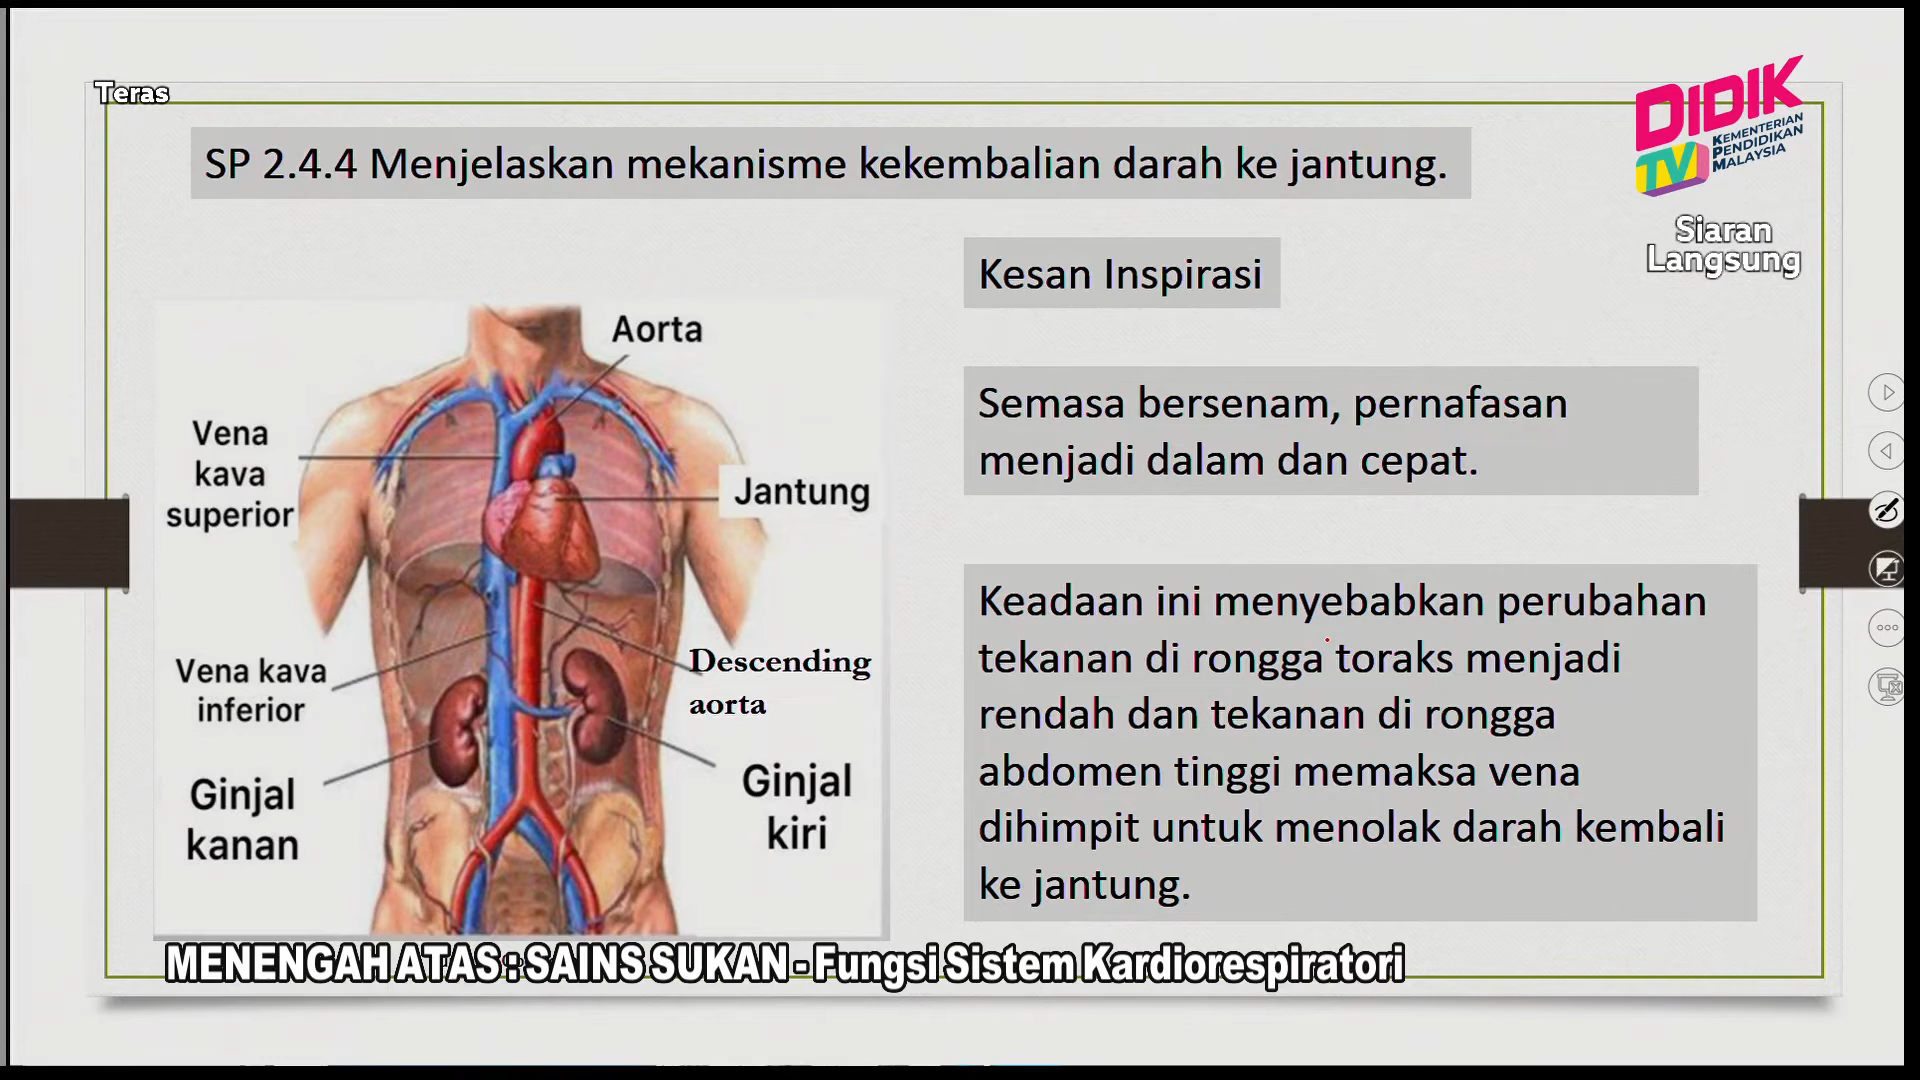 Teras
DIDIK
TV
KEMENTERIAN
PENDIDIKAN
MALAYSIA
Siaran
Langsung
SP 2.4.4 Menjelaskan mekanisme kekembalian darah ke jantung.
Aorta
Vena
kava
superior
Jantung
Vena kava
inferior
Descending
aorta
Ginjal
kanan
Ginjal
kiri
Kesan Inspirasi
Semasa bersenam, pernafasan
menjadi dalam dan cepat.
Keadaan ini menyebabkan perubahan
tekanan di rongga toraks menjadi
rendah dan tekanan di rongga
abdomen tinggi memaksa vena
dihimpit untuk menolak darah kembali
ke jantung.
MENENGAH ATAS : SAINS SUKAN - Fungsi Sistem Kardiorespiratori